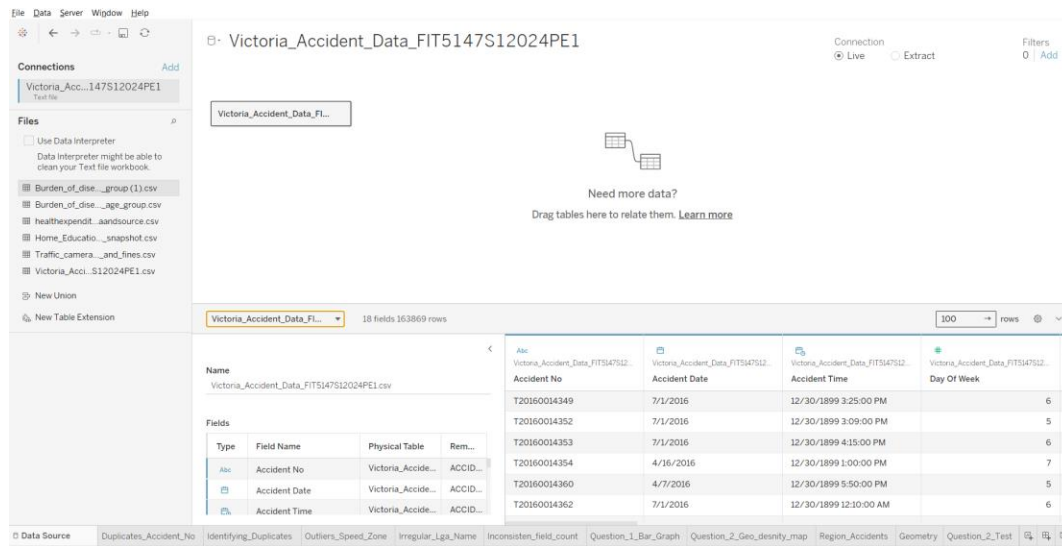 File Data Server Window Help
Connections Add
Victoria_Acc...147S12024PE1
Text file
Files
Use Data Interpreter
Data Interpreter might be able to
clean your Text file workbook.
Burden_of_dise..._group (1).csv
Burden_of_dise..._age_group.csv
healthexpendit...aandsource.csv
Home_Educatio..._snapshot.csv
Traffic_camera..._and_fines.csv
Victoria_Acci...S12024PE1.csv
New Union
New Table Extension
Victoria_Accident_Data_FIT5147S12024PE1
Connection
Live Extract
Filters
0 Add
Victoria_Accident_Data_FI...
Need more data?
Drag tables here to relate them. Learn more
Victoria_Accident_Data_FI... 18 fields 163869 rows 100 → rows
Name
Victoria_Accident_Data_FIT5147S12024PE1.csv
Fields
Type Field Name Physical Table Rem...
Abc Accident No Victoria_Accide... ACCID...
Accident Date Victoria_Accide... ACCID...
Accident Time Victoria_Accide... ACCID...
Abc #
Victoria_Accident_Data_FIT5147S12... Victoria_Accident_Data_FIT5147S12... Victoria_Accident_Data_FIT5147S12... Victoria_Accident_Data_FIT5147S12...
Accident No Accident Date Accident Time Day Of Week
T20160014349 7/1/2016 12/30/1899 3:25:00 PM 6
T20160014352 7/1/2016 12/30/1899 3:09:00 PM 5
T20160014353 7/1/2016 12/30/1899 4:15:00 PM 6
T20160014354 4/16/2016 12/30/1899 1:00:00 PM 7
T20160014360 4/7/2016 12/30/1899 5:50:00 PM 5
T20160014362 7/1/2016 12/30/1899 12:10:00 AM 6
Data Source Duplicates_Accident_No Identifying_Duplicates Outliers_Speed_Zone Irregular_Lga_Name Inconsisten_field_count Question_1_Bar_Graph Question_2_Geo_desnity_map Region_Accidents Geometry Question_2_Test